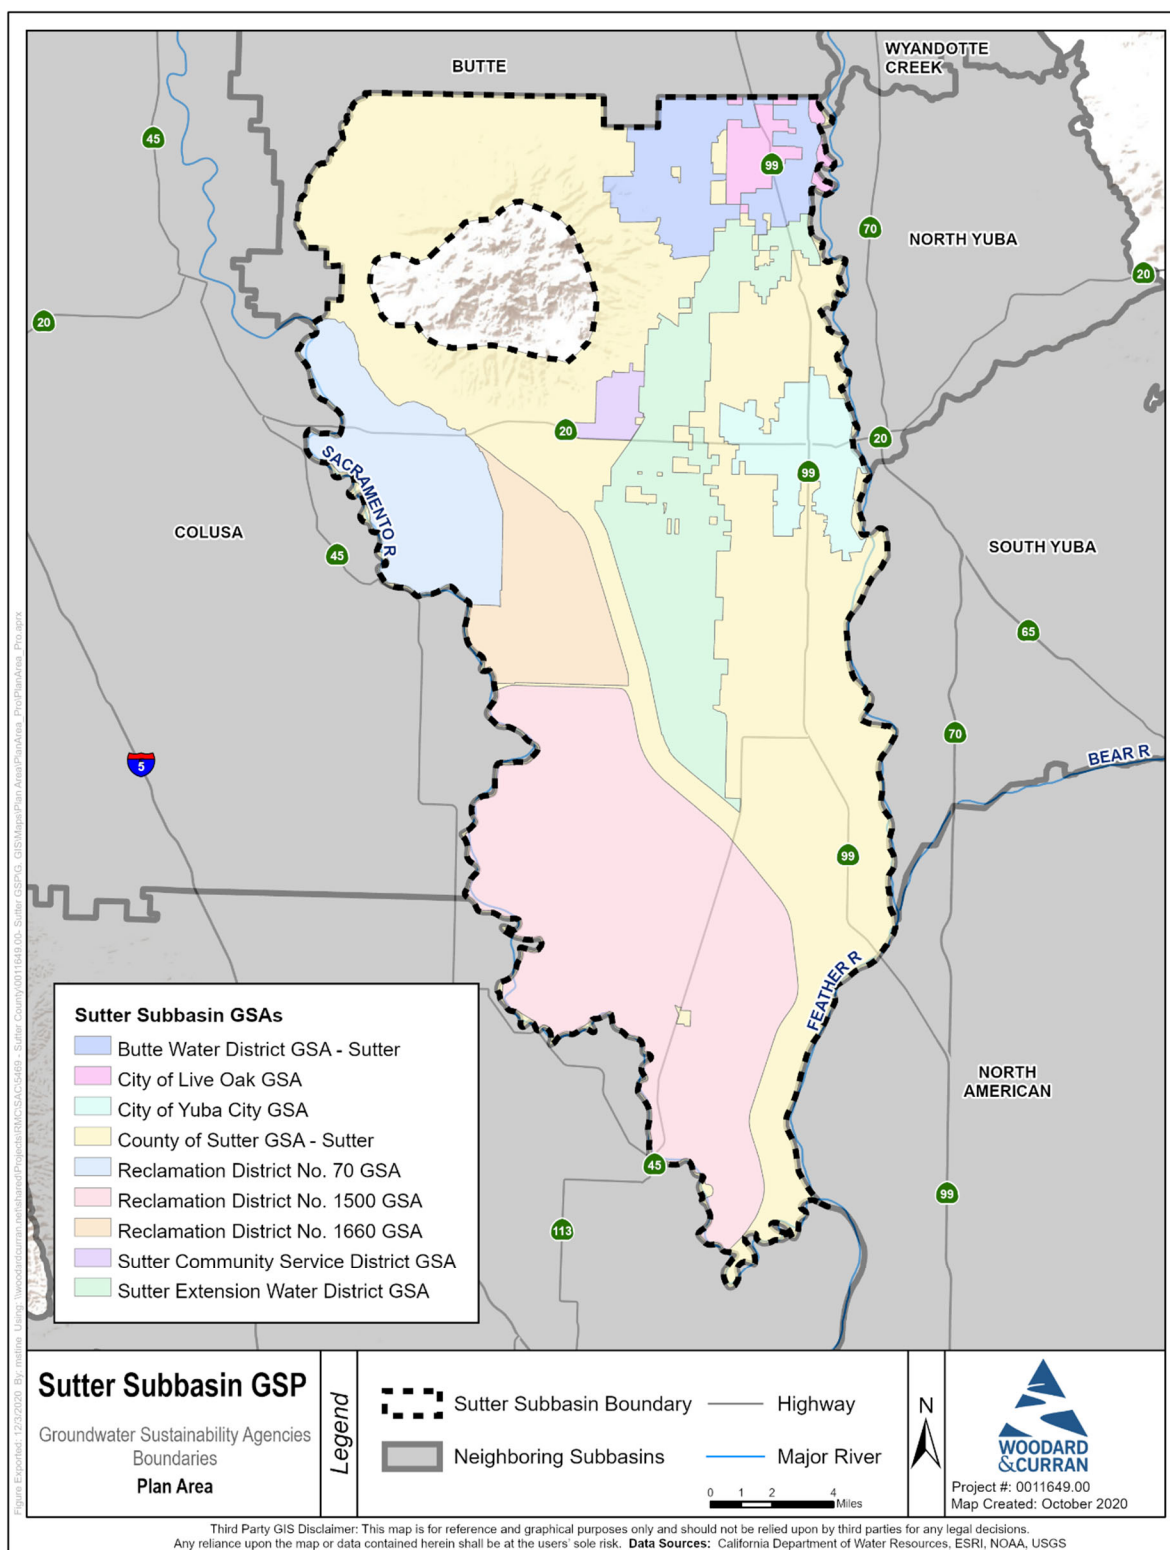 BUTTE
WYANDOTTE
CREEK
45
99
70
NORTH YUBA
20
20
SACRAMENTO R
20
20
99
COLUSA
45
SOUTH YUBA
65
5
70
BEAR R
99
FEATHER R
NORTH
AMERICAN
45
99
113
Sutter Subbasin GSAs
Butte Water District GSA - Sutter
City of Live Oak GSA
City of Yuba City GSA
County of Sutter GSA - Sutter
Reclamation District No. 70 GSA
Reclamation District No. 1500 GSA
Reclamation District No. 1660 GSA
Sutter Community Service District GSA
Sutter Extension Water District GSA
Sutter Subbasin GSP
Groundwater Sustainability Agencies
Boundaries
Plan Area
Legend
Sutter Subbasin Boundary
Highway
Neighboring Subbasins
Major River
N
0 1 2 4
Miles
WOODARD
&CURRAN
Project #: 0011649.00
Map Created: October 2020
Third Party GIS Disclaimer: This map is for reference and graphical purposes only and should not be relied upon by third parties for any legal decisions.
Any reliance upon the map or data contained herein shall be at the users' sole risk. Data Sources: California Department of Water Resources, ESRI, NOAA, USGS
Figure Exported: 12/3/2020 By: